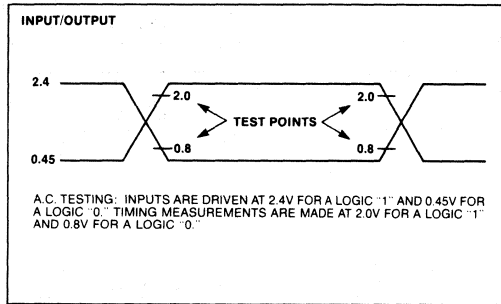 INPUT/OUTPUT
2.4
2.0
2.0
TEST POINTS
0.8
0.8
0.45
A.C. TESTING: INPUTS ARE DRIVEN AT 2.4V FOR A LOGIC "1" AND 0.45V FOR
A LOGIC "0." TIMING MEASUREMENTS ARE MADE AT 2.0V FOR A LOGIC "1"
AND 0.8V FOR A LOGIC "0."